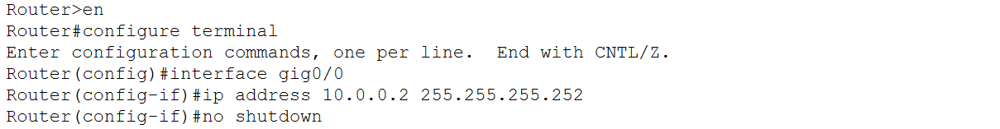 Router>en
Router#configure terminal
Enter configuration commands, one per line.  End with CNTL/Z.
Router(config)#interface gig0/0
Router(config-if)#ip address 10.0.0.2 255.255.255.252
Router(config-if)#no shutdown